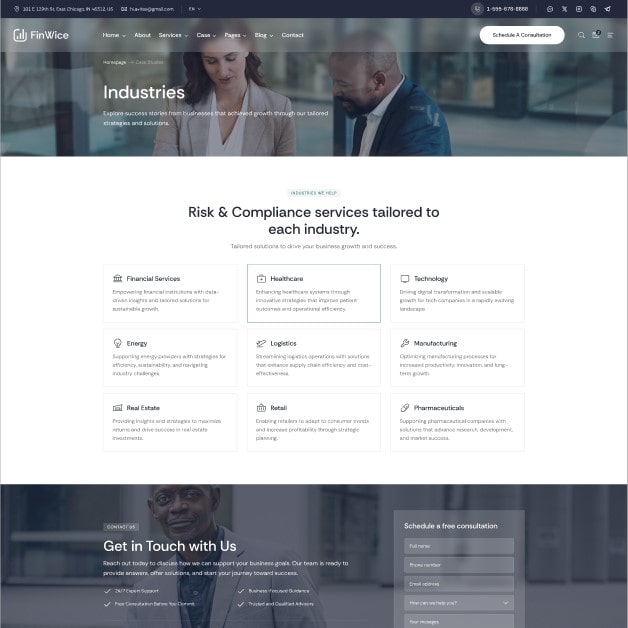 161 E 129th St, East Chicago, IN 46312, US
hi.avitex@gmail.com
EN
1-555-678-8888
FinWice
Home
About
Services
Case
Pages
Blog
Contact
Schedule A Consultation
Homepage
Case Studies
Industries
Explore success stories from businesses that achieved growth through our tailored
strategies and solutions.
INDUSTRIES WE HELP
Risk & Compliance services tailored to
each industry.
Tailored solutions to drive your business growth and success.
Financial Services
Empowering financial institutions with data-
driven insights and tailored solutions for
sustainable growth.
Healthcare
Enhancing healthcare systems through
innovative strategies that improve patient
outcomes and operational efficiency.
Technology
Driving digital transformation and scalable
growth for tech companies in a rapidly evolving
landscape.
Energy
Supporting energy providers with strategies for
efficiency, sustainability, and navigating
industry challenges.
Logistics
Streamlining logistics operations with solutions
that enhance supply chain efficiency and cost-
effectiveness.
Manufacturing
Optimizing manufacturing processes for
increased productivity, innovation, and long-
term growth.
Real Estate
Providing insights and strategies to maximize
returns and drive success in real estate
investments.
Retail
Enabling retailers to adapt to consumer trends
and increase profitability through strategic
planning.
Pharmaceuticals
Supporting pharmaceutical companies with
solutions that advance research, development,
and market success.
CONTACT US
Get in Touch with Us
Reach out today to discuss how we can support your business goals. Our team is ready to
provide answers, offer solutions, and start your journey toward success.
24/7 Expert Support
Business-Focused Guidance
Free Consultation Before You Commit
Trusted and Qualified Advisors
Schedule a free consultation
Full name
Phone number
Email address
How can we help you?
Your messages